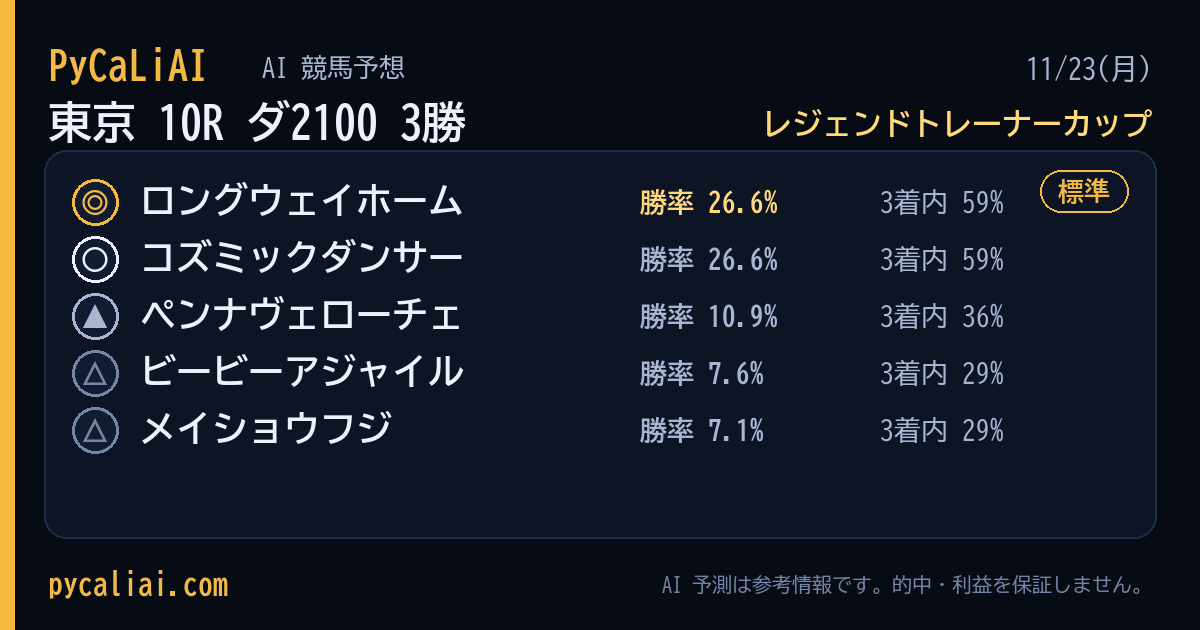 PyCaLiAI AI 競馬予想 11/23(月)
東京 10R ダ2100 3勝 レジェンドトレーナーカップ
◎ ロングウェイホーム 勝率 26.6% 3着内 59% 標準
○ コズミックダンサー 勝率 26.6% 3着内 59%
▲ ペンナヴェローチェ 勝率 10.9% 3着内 36%
△ ビービーアジャイル 勝率 7.6% 3着内 29%
△ メイショウフジ 勝率 7.1% 3着内 29%
pycaliai.com AI 予測は参考情報です。的中・利益を保証しません。